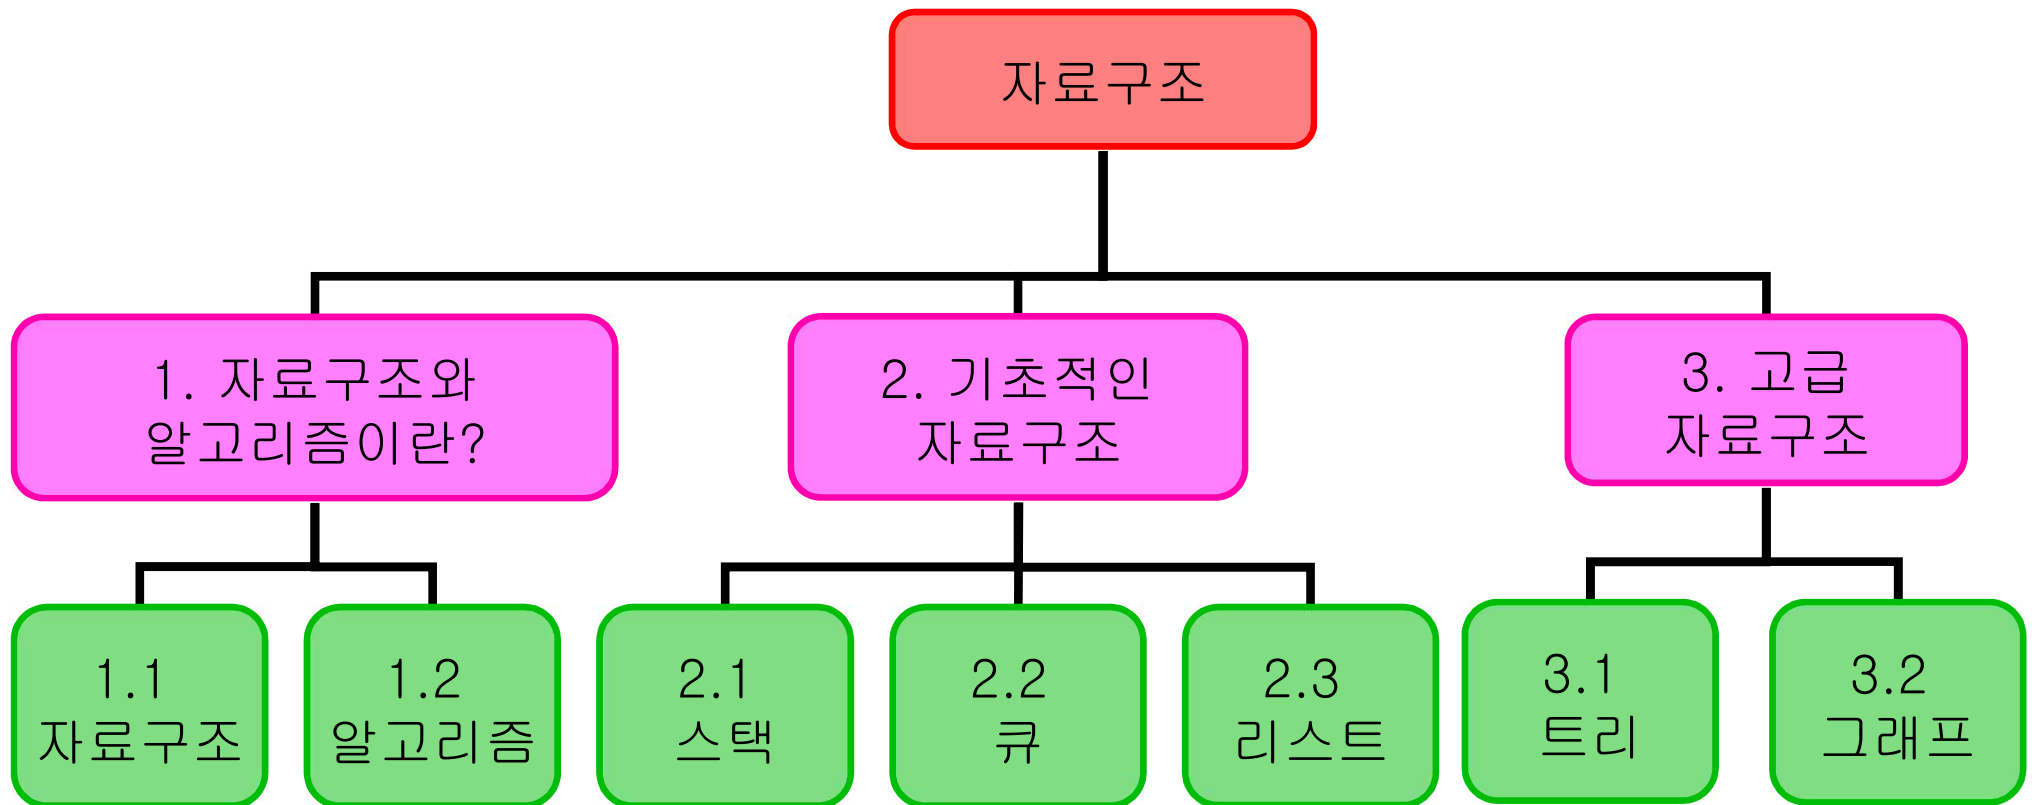 자료구조
1. 자료구조와
알고리즘이란?
2. 기초적인
자료구조
3. 고급
자료구조
1.1
자료구조
1.2
알고리즘
2.1
스택
2.2
큐
2.3
리스트
3.1
트리
3.2
그래프